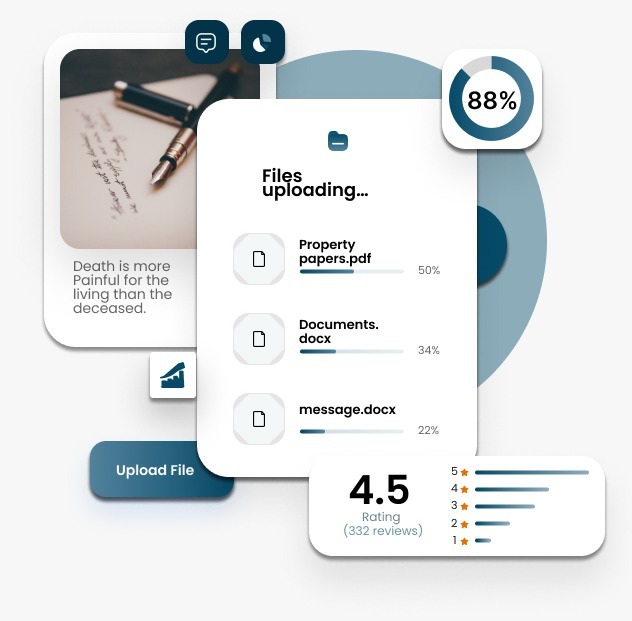 88%
Files
uploading...
Property
papers.pdf
50%
Documents.
docx
34%
message.docx
22%
Death is more
Painful for the
living than the
deceased.
Upload File
4.5
Rating
(332 reviews)
5
4
3
2
1